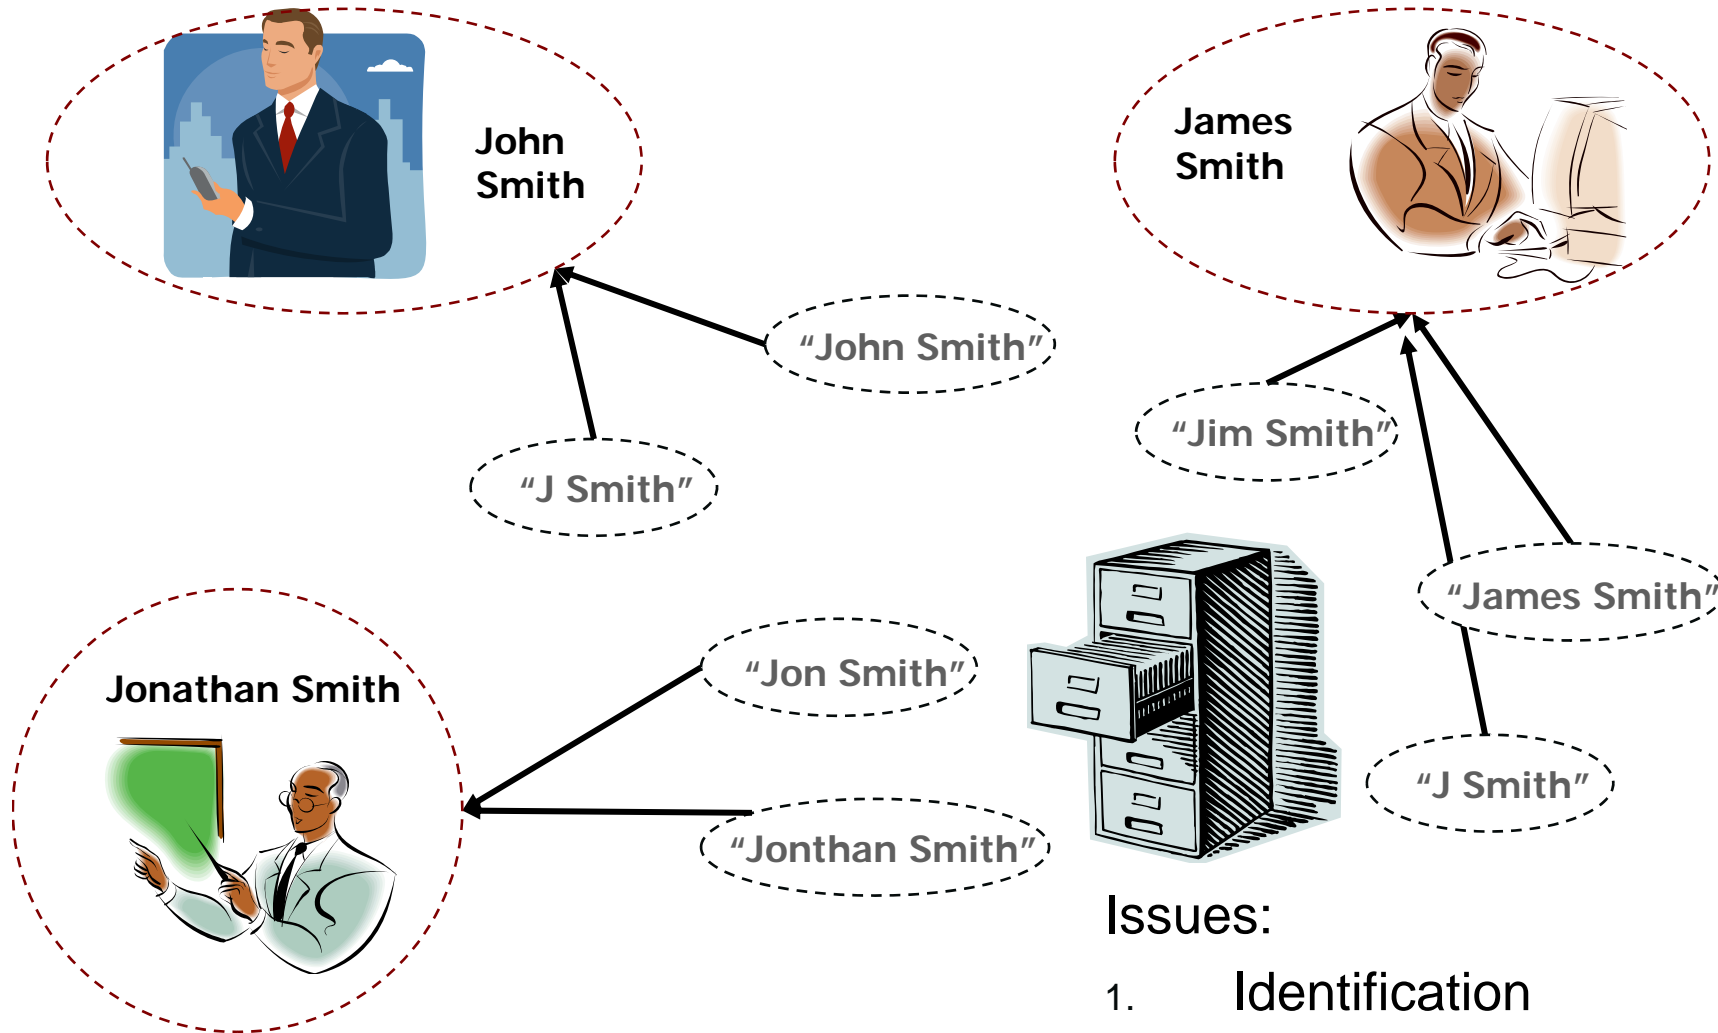 John
Smith
James
Smith
“John Smith”
“Jim Smith”
“J Smith”
“James Smith”
“Jon Smith”
Jonathan Smith
“J Smith”
“Jonthan Smith”
Issues:
1. Identification